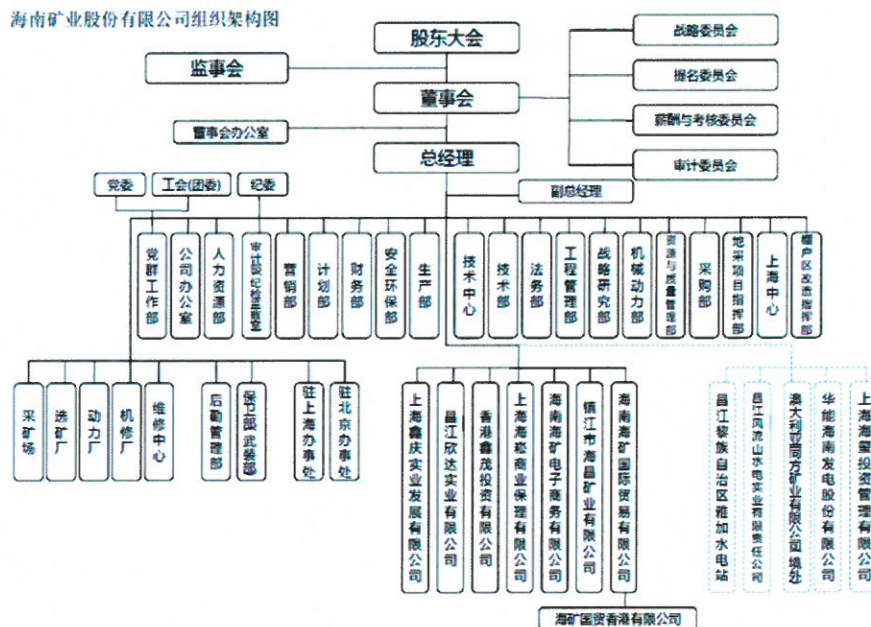 海南矿业股份有限公司组织架构图
股东大会
监事会
董事会
战略委员会
提名委员会
薪酬与考核委员会
审计委员会
董事会办公室
总经理
副总经理
党委
工会(团委)
纪委
党群工作部
公司办公室
人力资源部
营销部
计划部
财务部
安全环保部
生产部
技术中心
技术部
法务部
工程管理部
战略研究部
机械动力部
资源与质量管理部
采购部
地采项目指挥部
上海中心
棚户区改造指挥部
采矿场
选矿厂
动力厂
机修厂
维修中心
后勤管理部
保卫部 武装部
驻上海办事处
驻北京办事处
上海鑫庆实业发展有限公司
昌江欣达实业有限公司
香港鑫茂投资有限公司
上海海崧商业保理有限公司
海南海矿电子商务有限公司
镇江市海昌矿业有限公司
海南海矿国际贸易有限公司
海矿国贸香港有限公司
昌江黎族自治区雅加水电站
昌江风流山水电实业有限责任公司
澳大利亚同方矿业有限公司 境外
华能海南发电股份有限公司
上海海玺投资管理有限公司